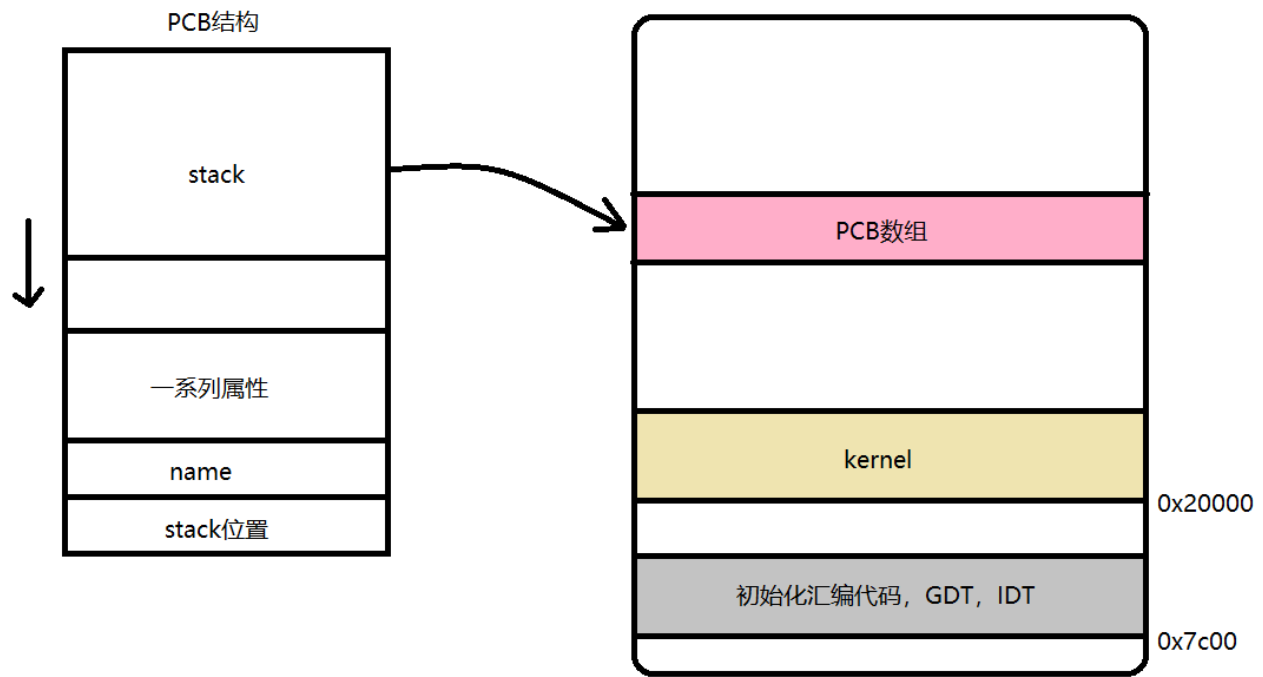 PCB结构
stack
一系列属性
name
stack位置
PCB数组
kernel
0x20000
初始化汇编代码，GDT，IDT
0x7c00